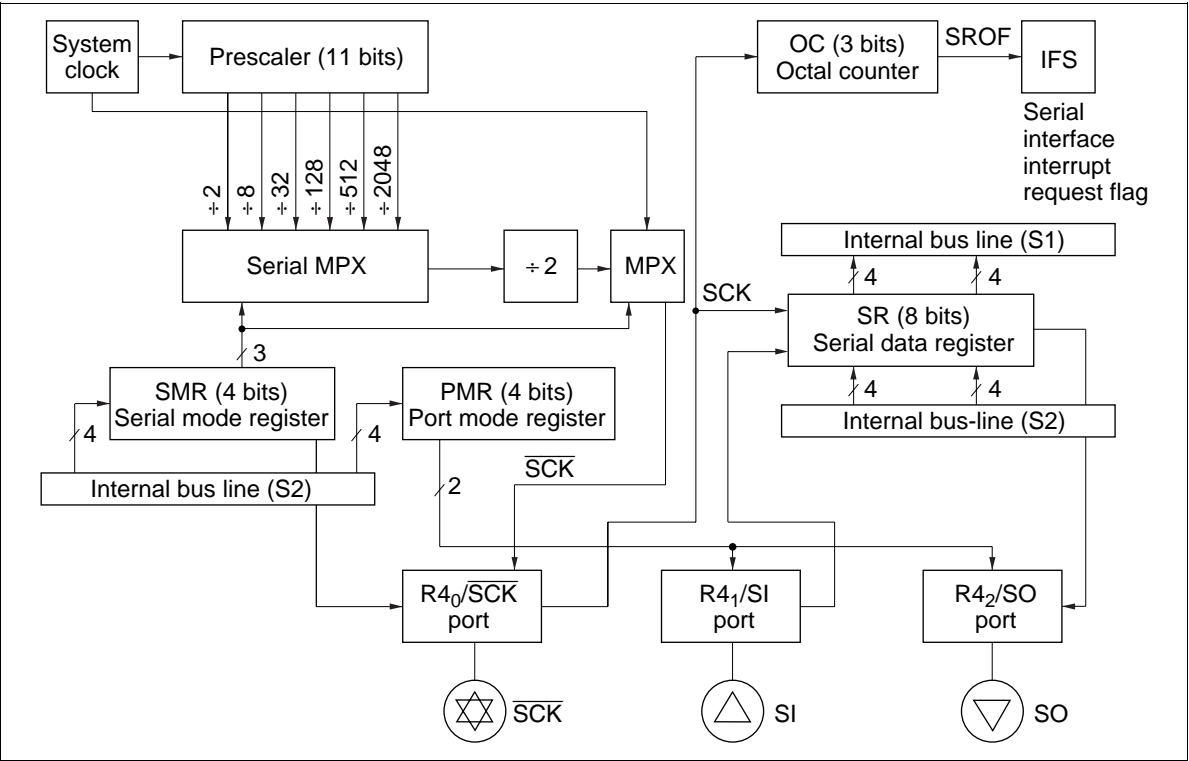 System
clock
Prescaler (11 bits)
OC (3 bits)
Octal counter
SROF
IFS
Serial
interface
interrupt
request flag
÷ 2
÷ 8
÷ 32
÷ 128
÷ 512
÷ 2048
Serial MPX
÷ 2
MPX
Internal bus line (S1)
4
4
SCK
SR (8 bits)
Serial data register
4
4
Internal bus-line (S2)
3
SMR (4 bits)
Serial mode register
PMR (4 bits)
Port mode register
4
4
Internal bus line (S2)
2
S̅C̅K̅
R4₀/S̅C̅K̅
port
R4₁/SI
port
R4₂/SO
port
S̅C̅K̅
SI
SO